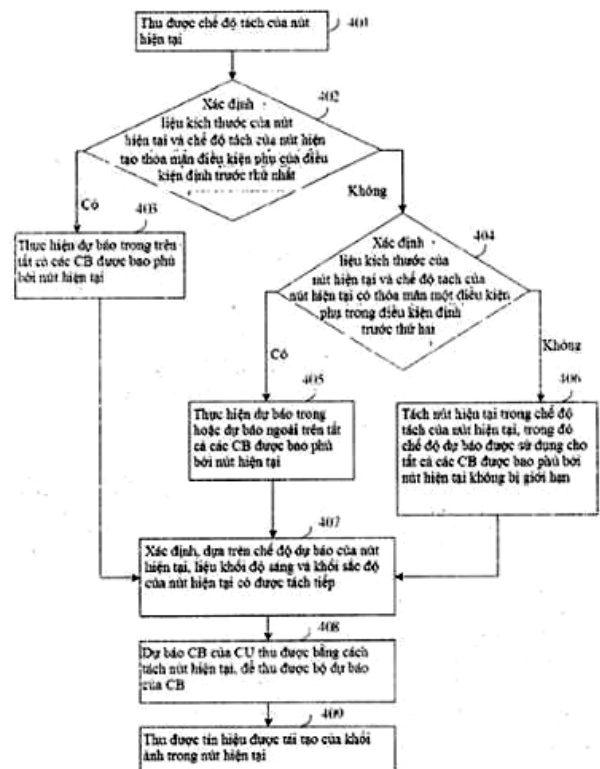 Thu được chế độ tách của nút
hiện tại
401
402
Xác định
liệu kích thước của nút
hiện tại và chế độ tách của nút hiện
tạo thỏa mãn điều kiện phụ của điều
kiện định trước thứ nhất
Có
Không
403
Thực hiện dự báo trong trên
tất cả các CB được bao phủ
bởi nút hiện tại
404
Xác định
liệu kích thước của
nút hiện tại và chế độ tách của
nút hiện tại có thỏa mãn một điều kiện
phụ trong điều kiện định
trước thứ hai
Có
Không
405
Thực hiện dự báo trong
hoặc dự báo ngoài trên tất
cả các CB được bao phủ
bởi nút hiện tại
406
Tách nút hiện tại trong chế độ
tách của nút hiện tại, trong đó
chế độ dự báo được sử dụng cho
tất cả các CB được bao phủ bởi
nút hiện tại không bị giới hạn
407
Xác định, dựa trên chế độ dự báo của nút
hiện tại, liệu khối độ sáng và khối sắc độ
của nút hiện tại có được tách tiếp
408
Dự báo CB của CU thu được bằng cách
tách nút hiện tại, để thu được bộ dự báo
của CB
409
Thu được tín hiệu được tái tạo của khối
ảnh trong nút hiện tại